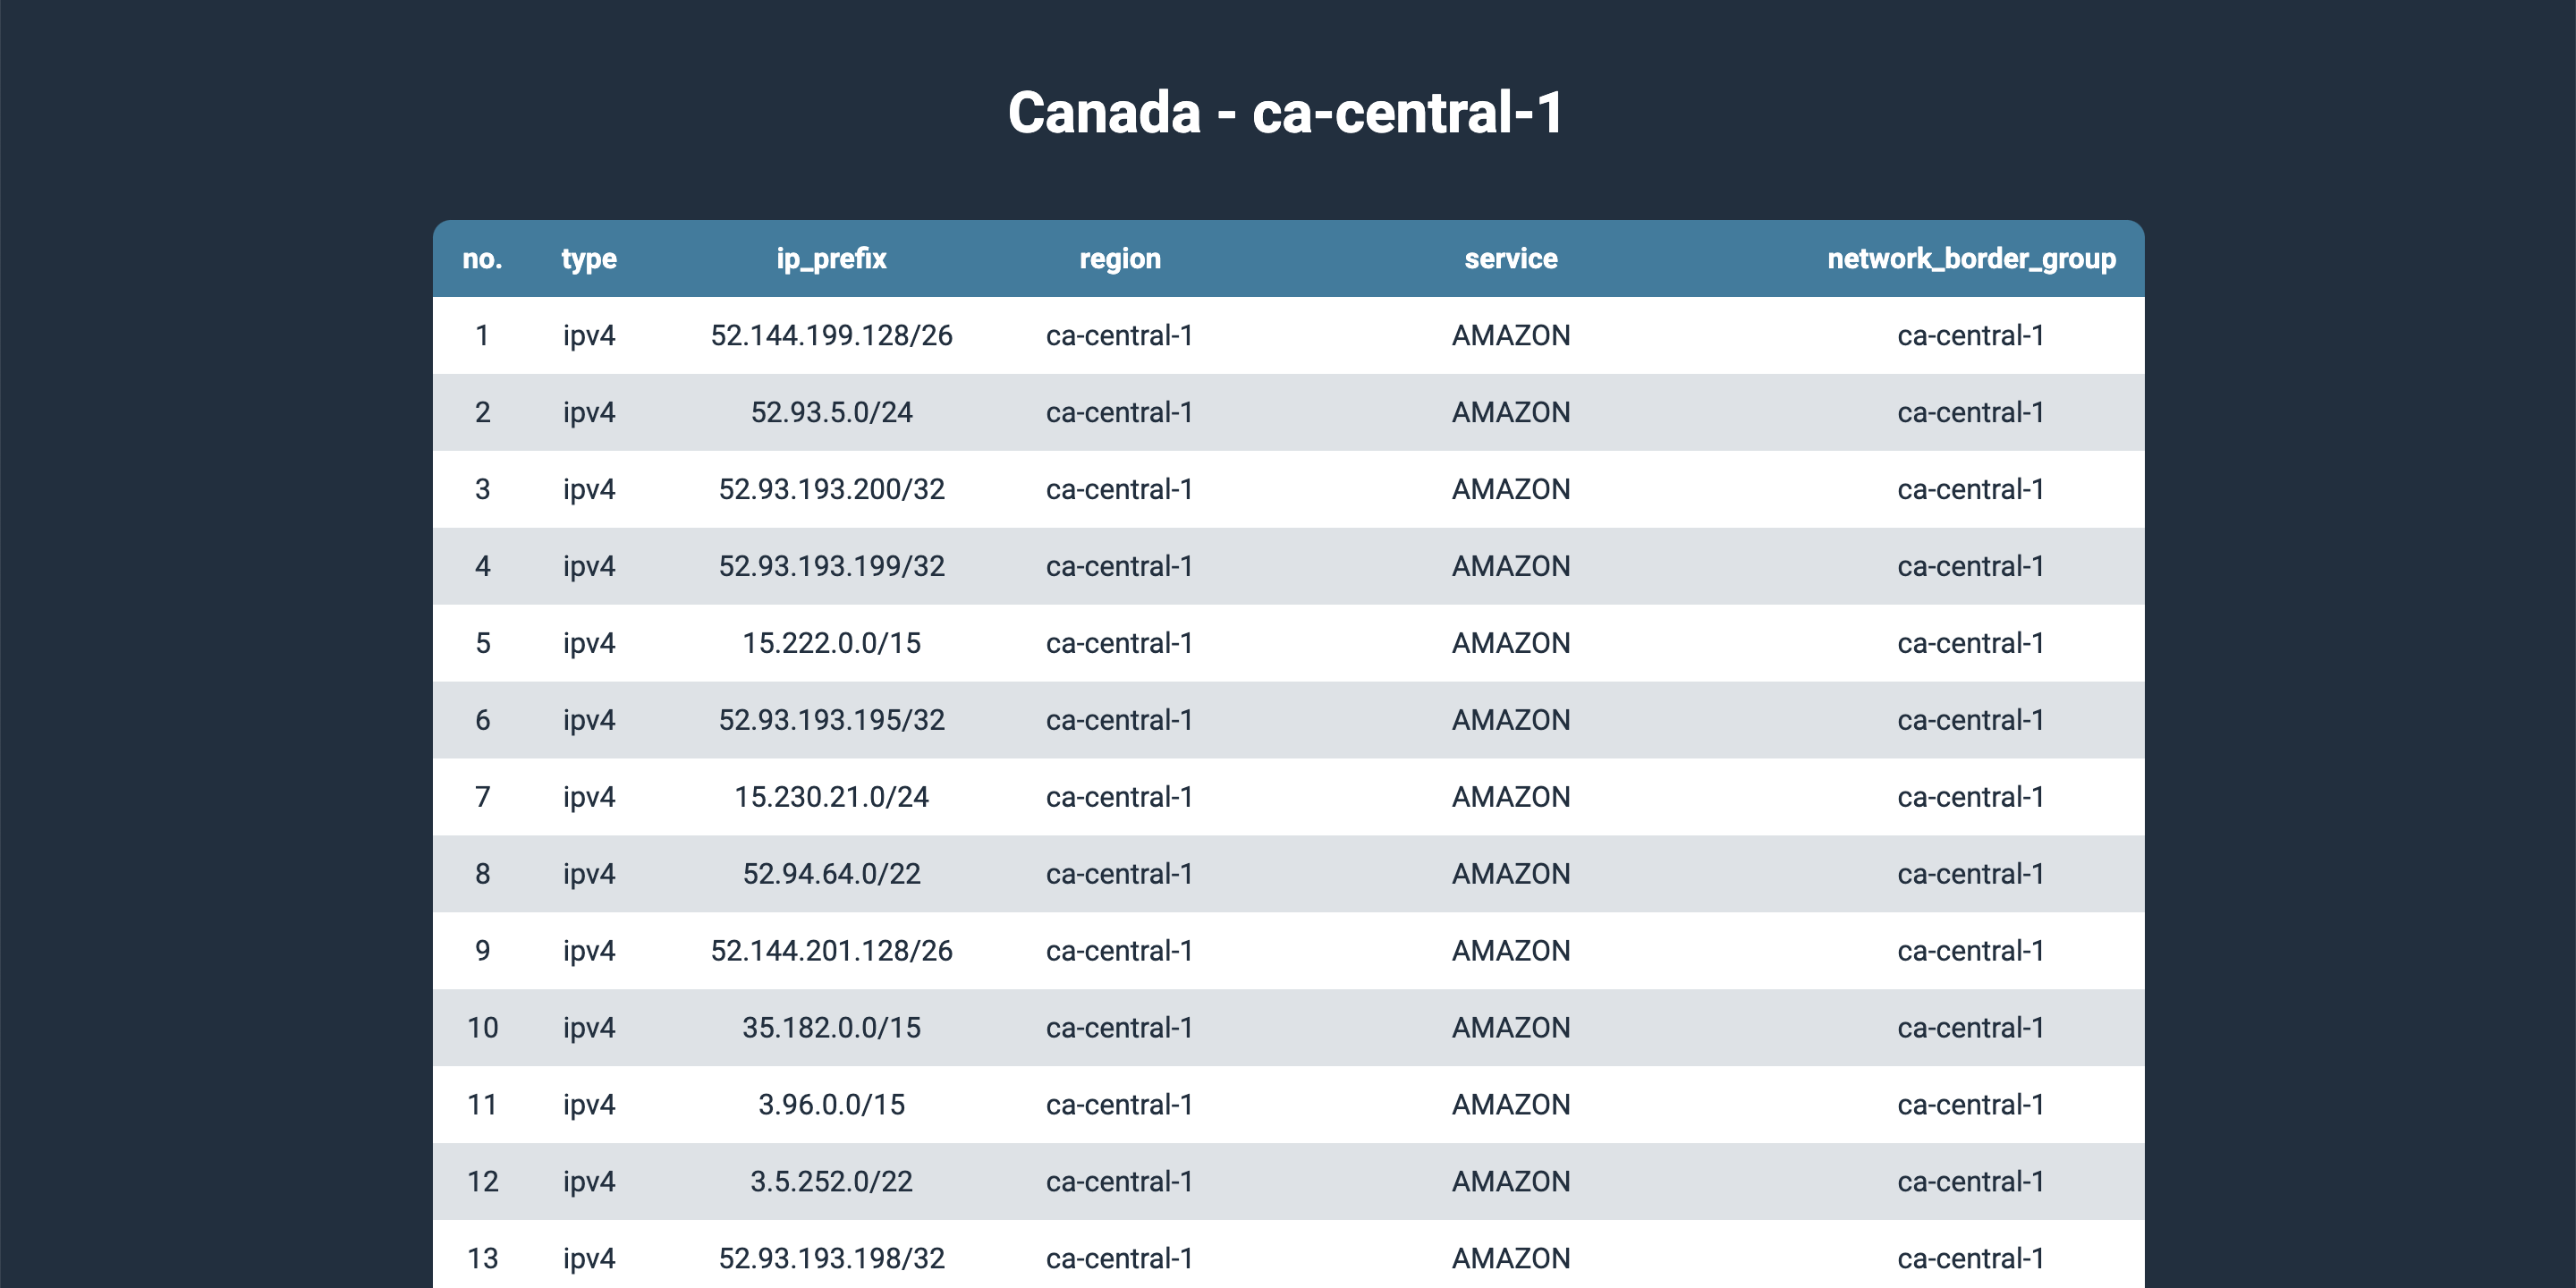 Canada - ca-central-1
no. type ip_prefix region service network_border_group
1 ipv4 52.144.199.128/26 ca-central-1 AMAZON ca-central-1
2 ipv4 52.93.5.0/24 ca-central-1 AMAZON ca-central-1
3 ipv4 52.93.193.200/32 ca-central-1 AMAZON ca-central-1
4 ipv4 52.93.193.199/32 ca-central-1 AMAZON ca-central-1
5 ipv4 15.222.0.0/15 ca-central-1 AMAZON ca-central-1
6 ipv4 52.93.193.195/32 ca-central-1 AMAZON ca-central-1
7 ipv4 15.230.21.0/24 ca-central-1 AMAZON ca-central-1
8 ipv4 52.94.64.0/22 ca-central-1 AMAZON ca-central-1
9 ipv4 52.144.201.128/26 ca-central-1 AMAZON ca-central-1
10 ipv4 35.182.0.0/15 ca-central-1 AMAZON ca-central-1
11 ipv4 3.96.0.0/15 ca-central-1 AMAZON ca-central-1
12 ipv4 3.5.252.0/22 ca-central-1 AMAZON ca-central-1
13 ipv4 52.93.193.198/32 ca-central-1 AMAZON ca-central-1